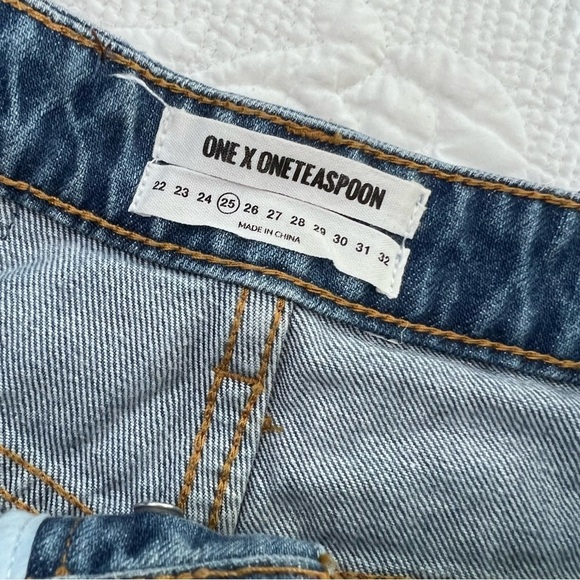 ONE X ONETEASPOON
22 23 24 25 26 27 28 29 30 31 32
MADE IN CHINA